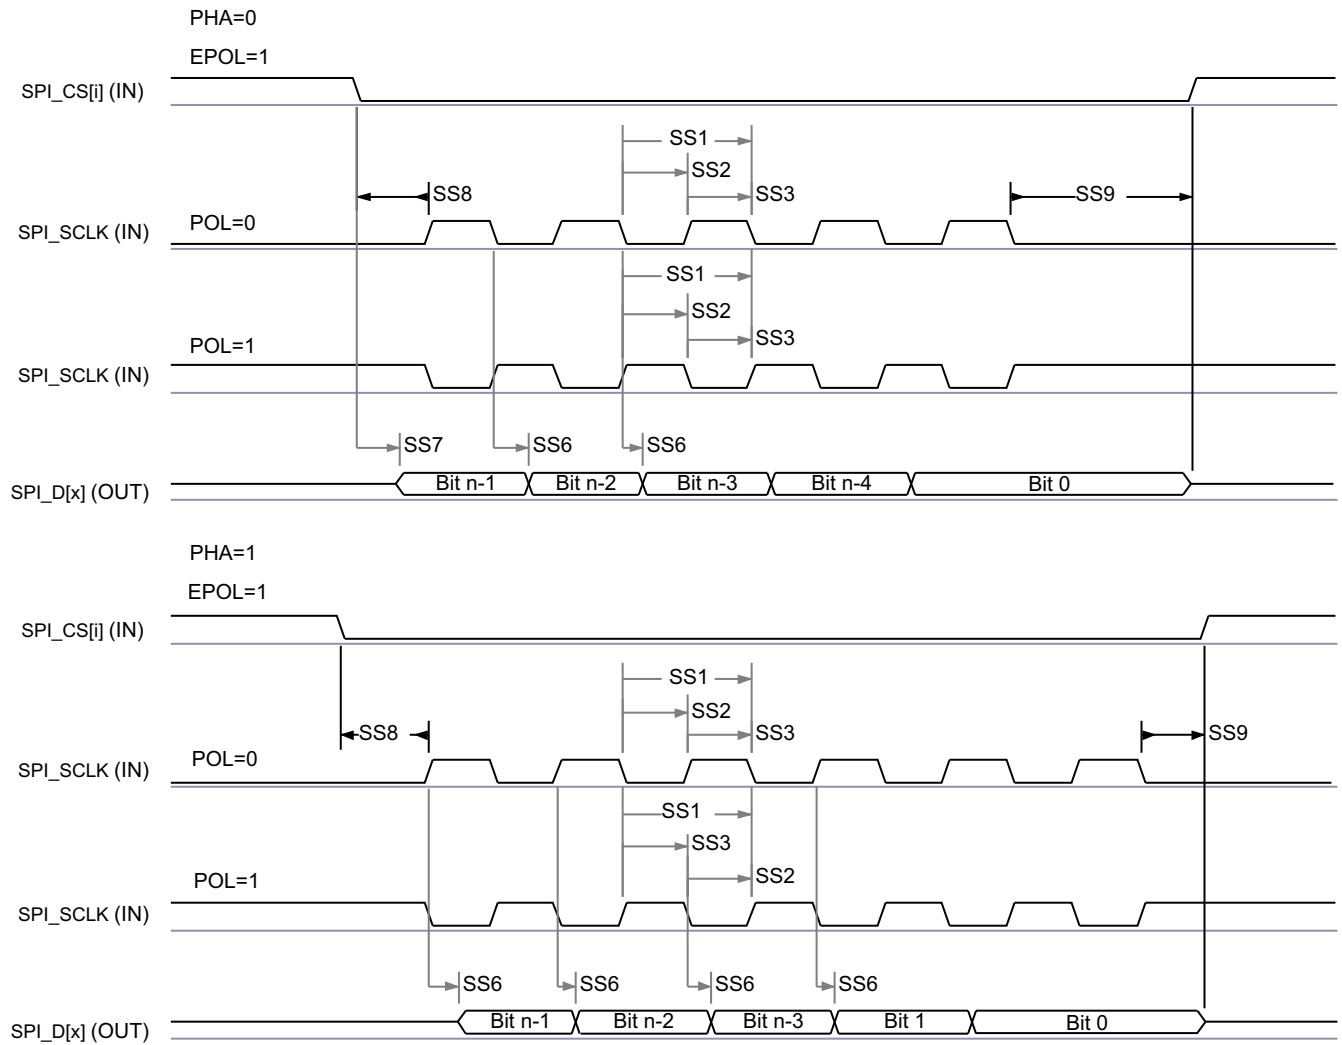 PHA=0
EPOL=1
SPI_CS[i] (IN)
SS1
SS2
SS8
SS3
SS9
POL=0
SPI_SCLK (IN)
SS1
SS2
SS3
POL=1
SPI_SCLK (IN)
SS7
SS6
SS6
SPI_D[x] (OUT)
Bit n-1
Bit n-2
Bit n-3
Bit n-4
Bit 0
PHA=1
EPOL=1
SPI_CS[i] (IN)
SS1
SS2
SS8
SS3
SS9
POL=0
SPI_SCLK (IN)
SS1
SS3
SS2
POL=1
SPI_SCLK (IN)
SS6
SS6
SS6
SS6
SPI_D[x] (OUT)
Bit n-1
Bit n-2
Bit n-3
Bit 1
Bit 0